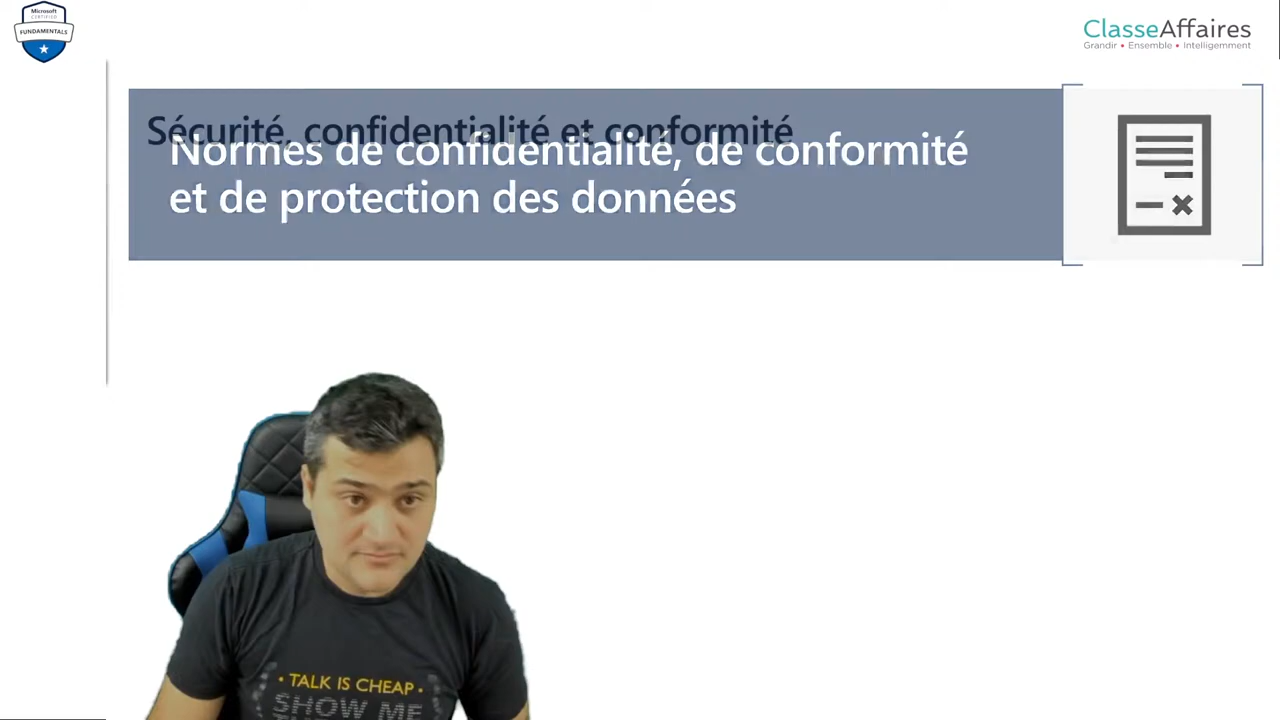 Microsoft
CERTIFIED
FUNDAMENTALS
ClasseAffaires
Grandir • Ensemble • Intelligemment
Sécurité, confidentialité et conformité
Normes de confidentialité, de conformité
et de protection des données
• TALK IS CHEAP •
SHOW ME